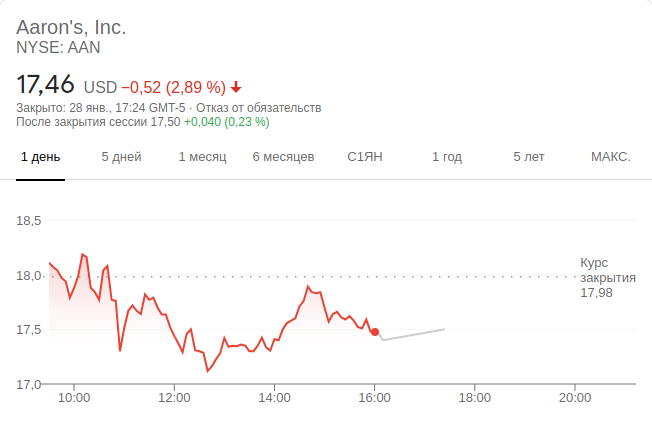 Aaron's, Inc.
NYSE: AAN
17,46 USD −0,52 (2,89 %)
Закрыто: 28 янв., 17:24 GMT-5 · Отказ от обязательств
После закрытия сессии 17,50 +0,040 (0,23 %)
1 день 5 дней 1 месяц 6 месяцев С1ЯН 1 год 5 лет МАКС.
18,5
Курс
18,0 закрытия
17,98
17,5
17,0
10:00 12:00 14:00 16:00 18:00 20:00